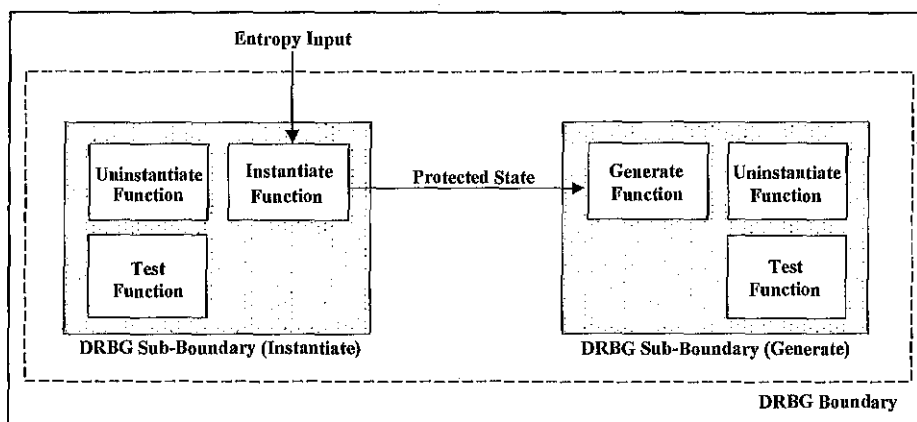 Entropy Input
Uninstantiate
Function
Instantiate
Function
Test
Function
DRBG Sub-Boundary (Instantiate)
Protected State
Generate
Function
Uninstantiate
Function
Test
Function
DRBG Sub-Boundary (Generate)
DRBG Boundary